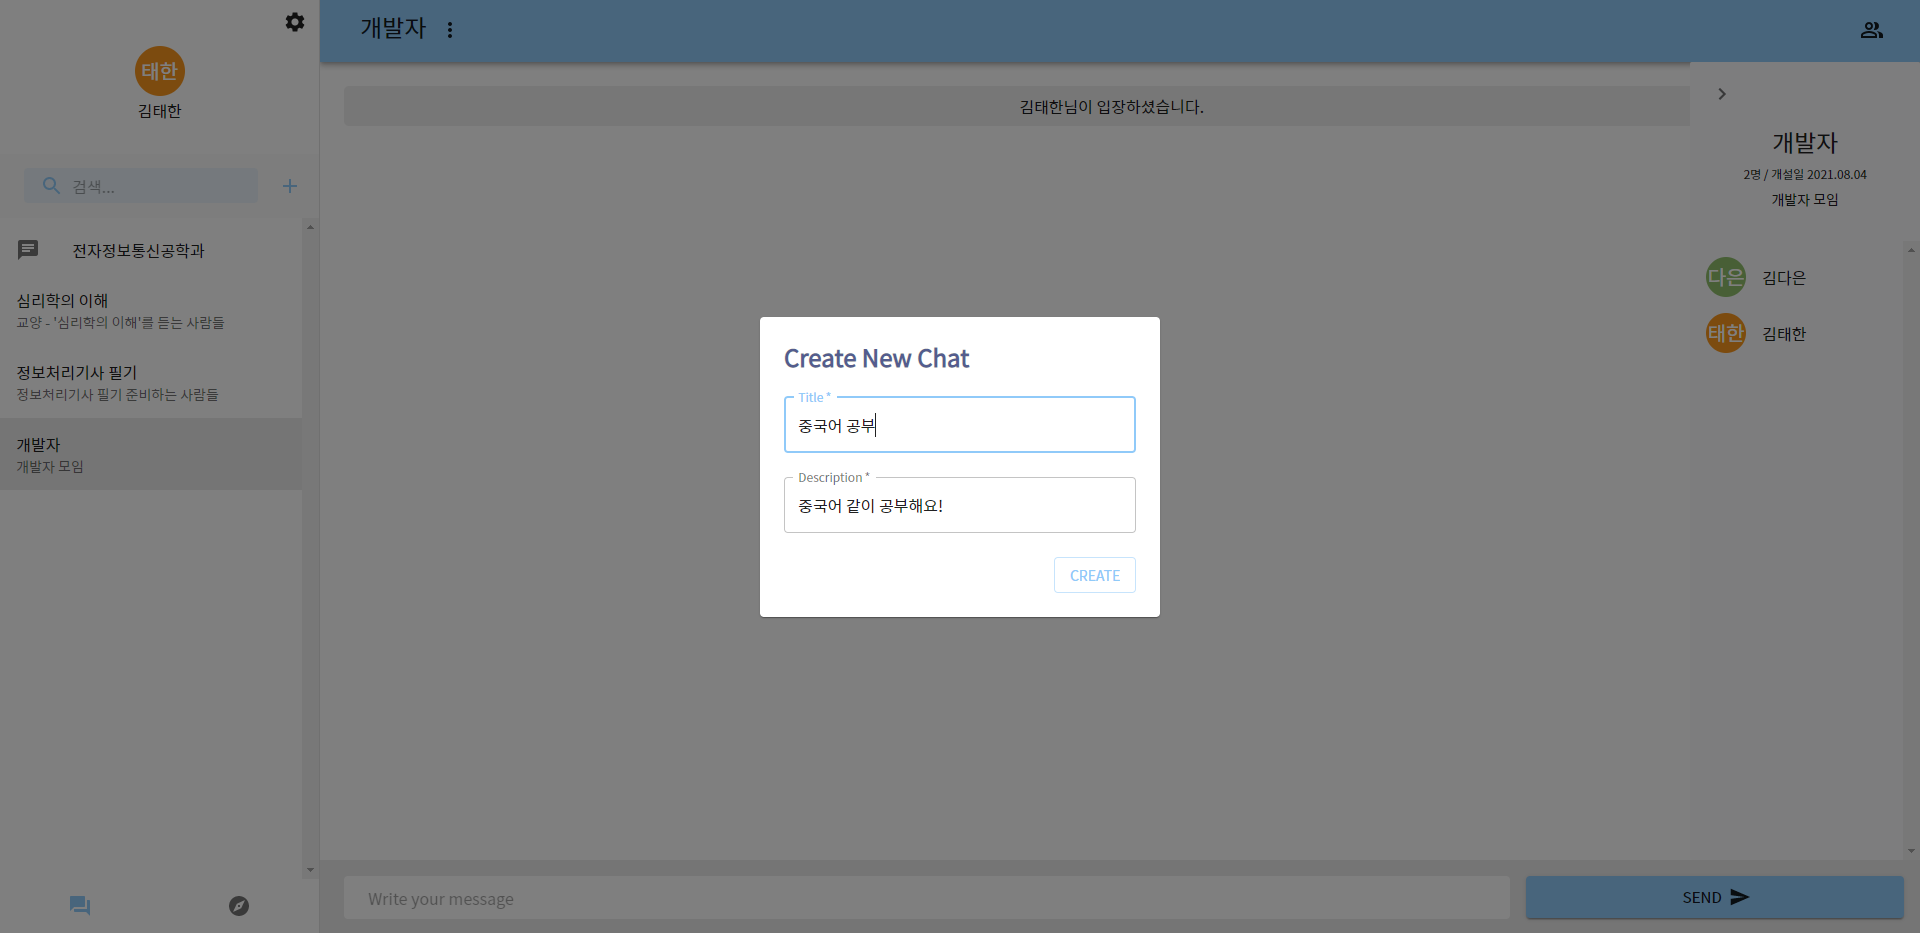 태한
김태한
검색...
전자정보통신공학과
심리학의 이해
교양 - '심리학의 이해'를 듣는 사람들
정보처리기사 필기
정보처리기사 필기 준비하는 사람들
개발자
개발자 모임
개발자
김태한님이 입장하셨습니다.
Create New Chat
Title *
중국어 공부
Description *
중국어 같이 공부해요!
CREATE
Write your message
SEND
개발자
2명 / 개설일 2021.08.04
개발자 모임
다은 김다은
태한 김태한